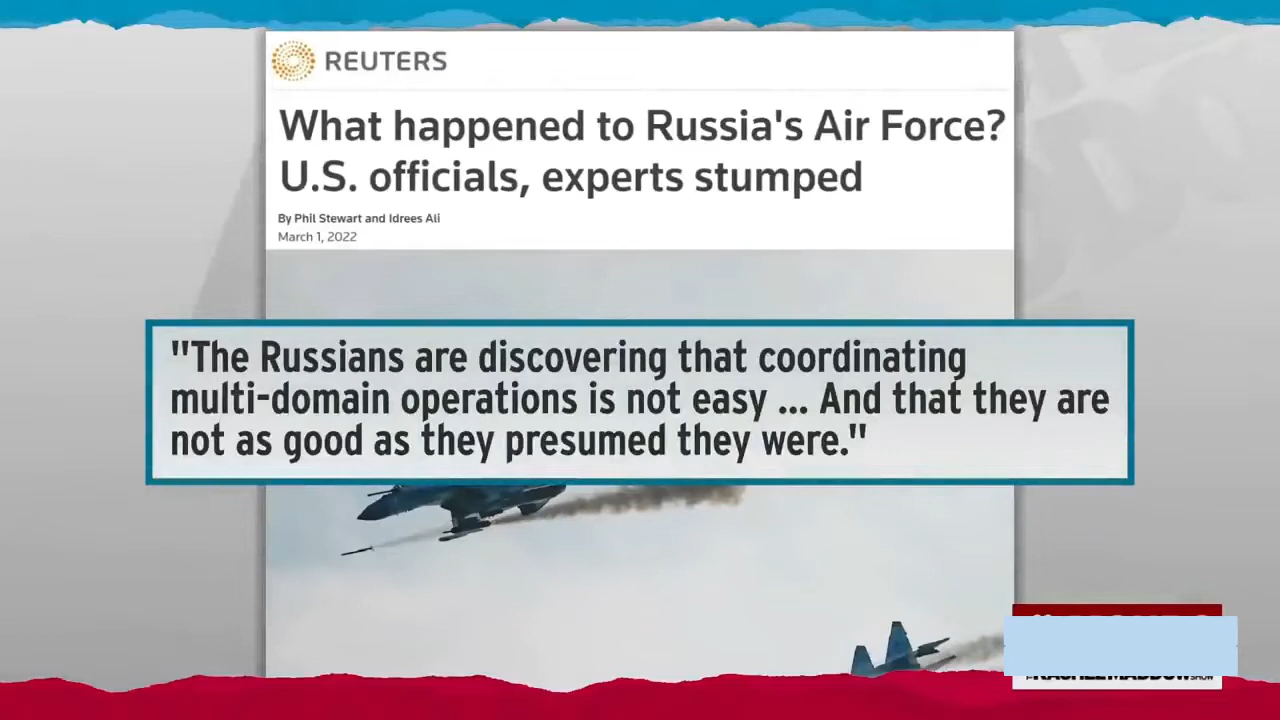 REUTERS
What happened to Russia's Air Force?
U.S. officials, experts stumped
By Phil Stewart and Idrees Ali
March 1, 2022
"The Russians are discovering that coordinating
multi-domain operations is not easy ... And that they are
not as good as they presumed they were."